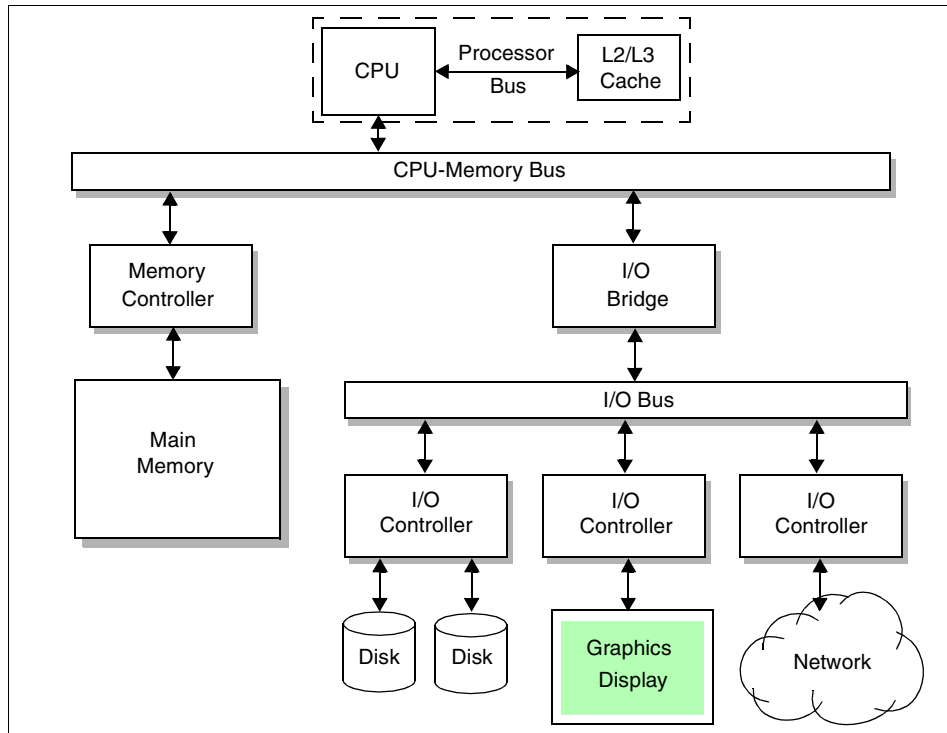 CPU
Processor
Bus
L2/L3
Cache
CPU-Memory Bus
Memory
Controller
I/O
Bridge
Main
Memory
I/O Bus
I/O
Controller
I/O
Controller
I/O
Controller
Disk
Disk
Graphics
Display
Network